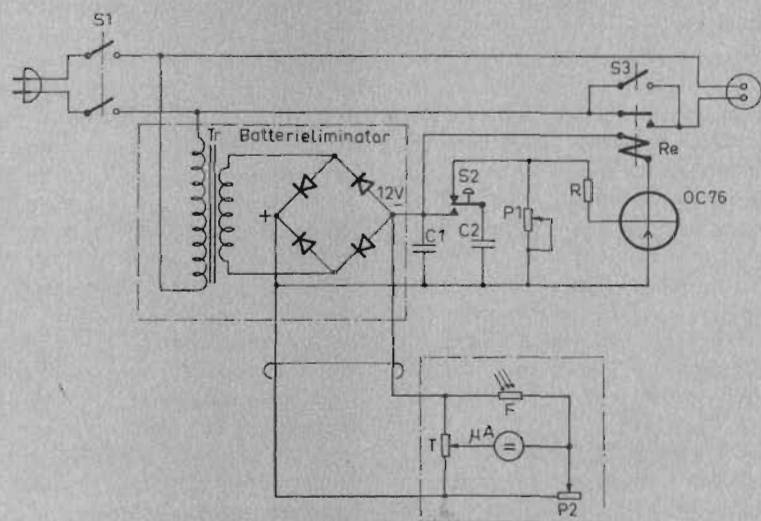 S1
S3
Tr Batterieliminator
Re
S2
12V
R
OC76
P1
+
−
C1
C2
F
T
µA
=
P2